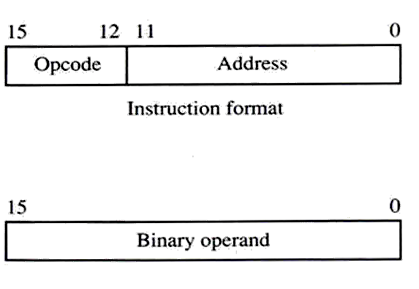 15 12 11 0
Opcode Address
Instruction format
15 0
Binary operand